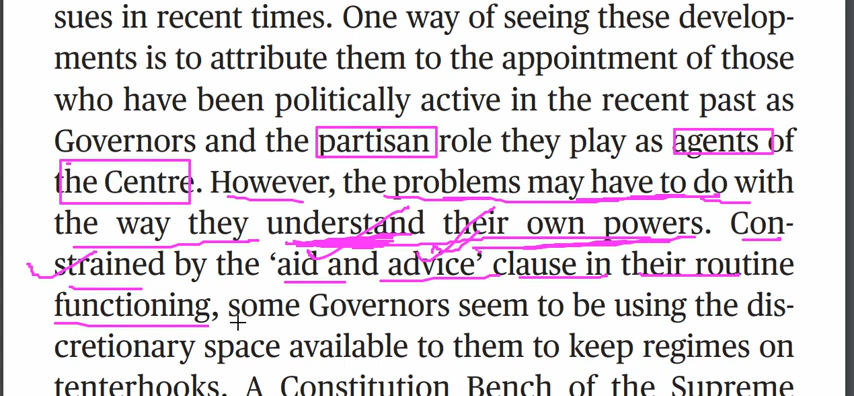 sues in recent times. One way of seeing these develop-
ments is to attribute them to the appointment of those
who have been politically active in the recent past as
Governors and the partisan role they play as agents of
the Centre. However, the problems may have to do with
the way they understand their own powers. Con-
strained by the ‘aid and advice’ clause in their routine
functioning, some Governors seem to be using the dis-
cretionary space available to them to keep regimes on
tenterhooks. A Constitution Bench of the Supreme